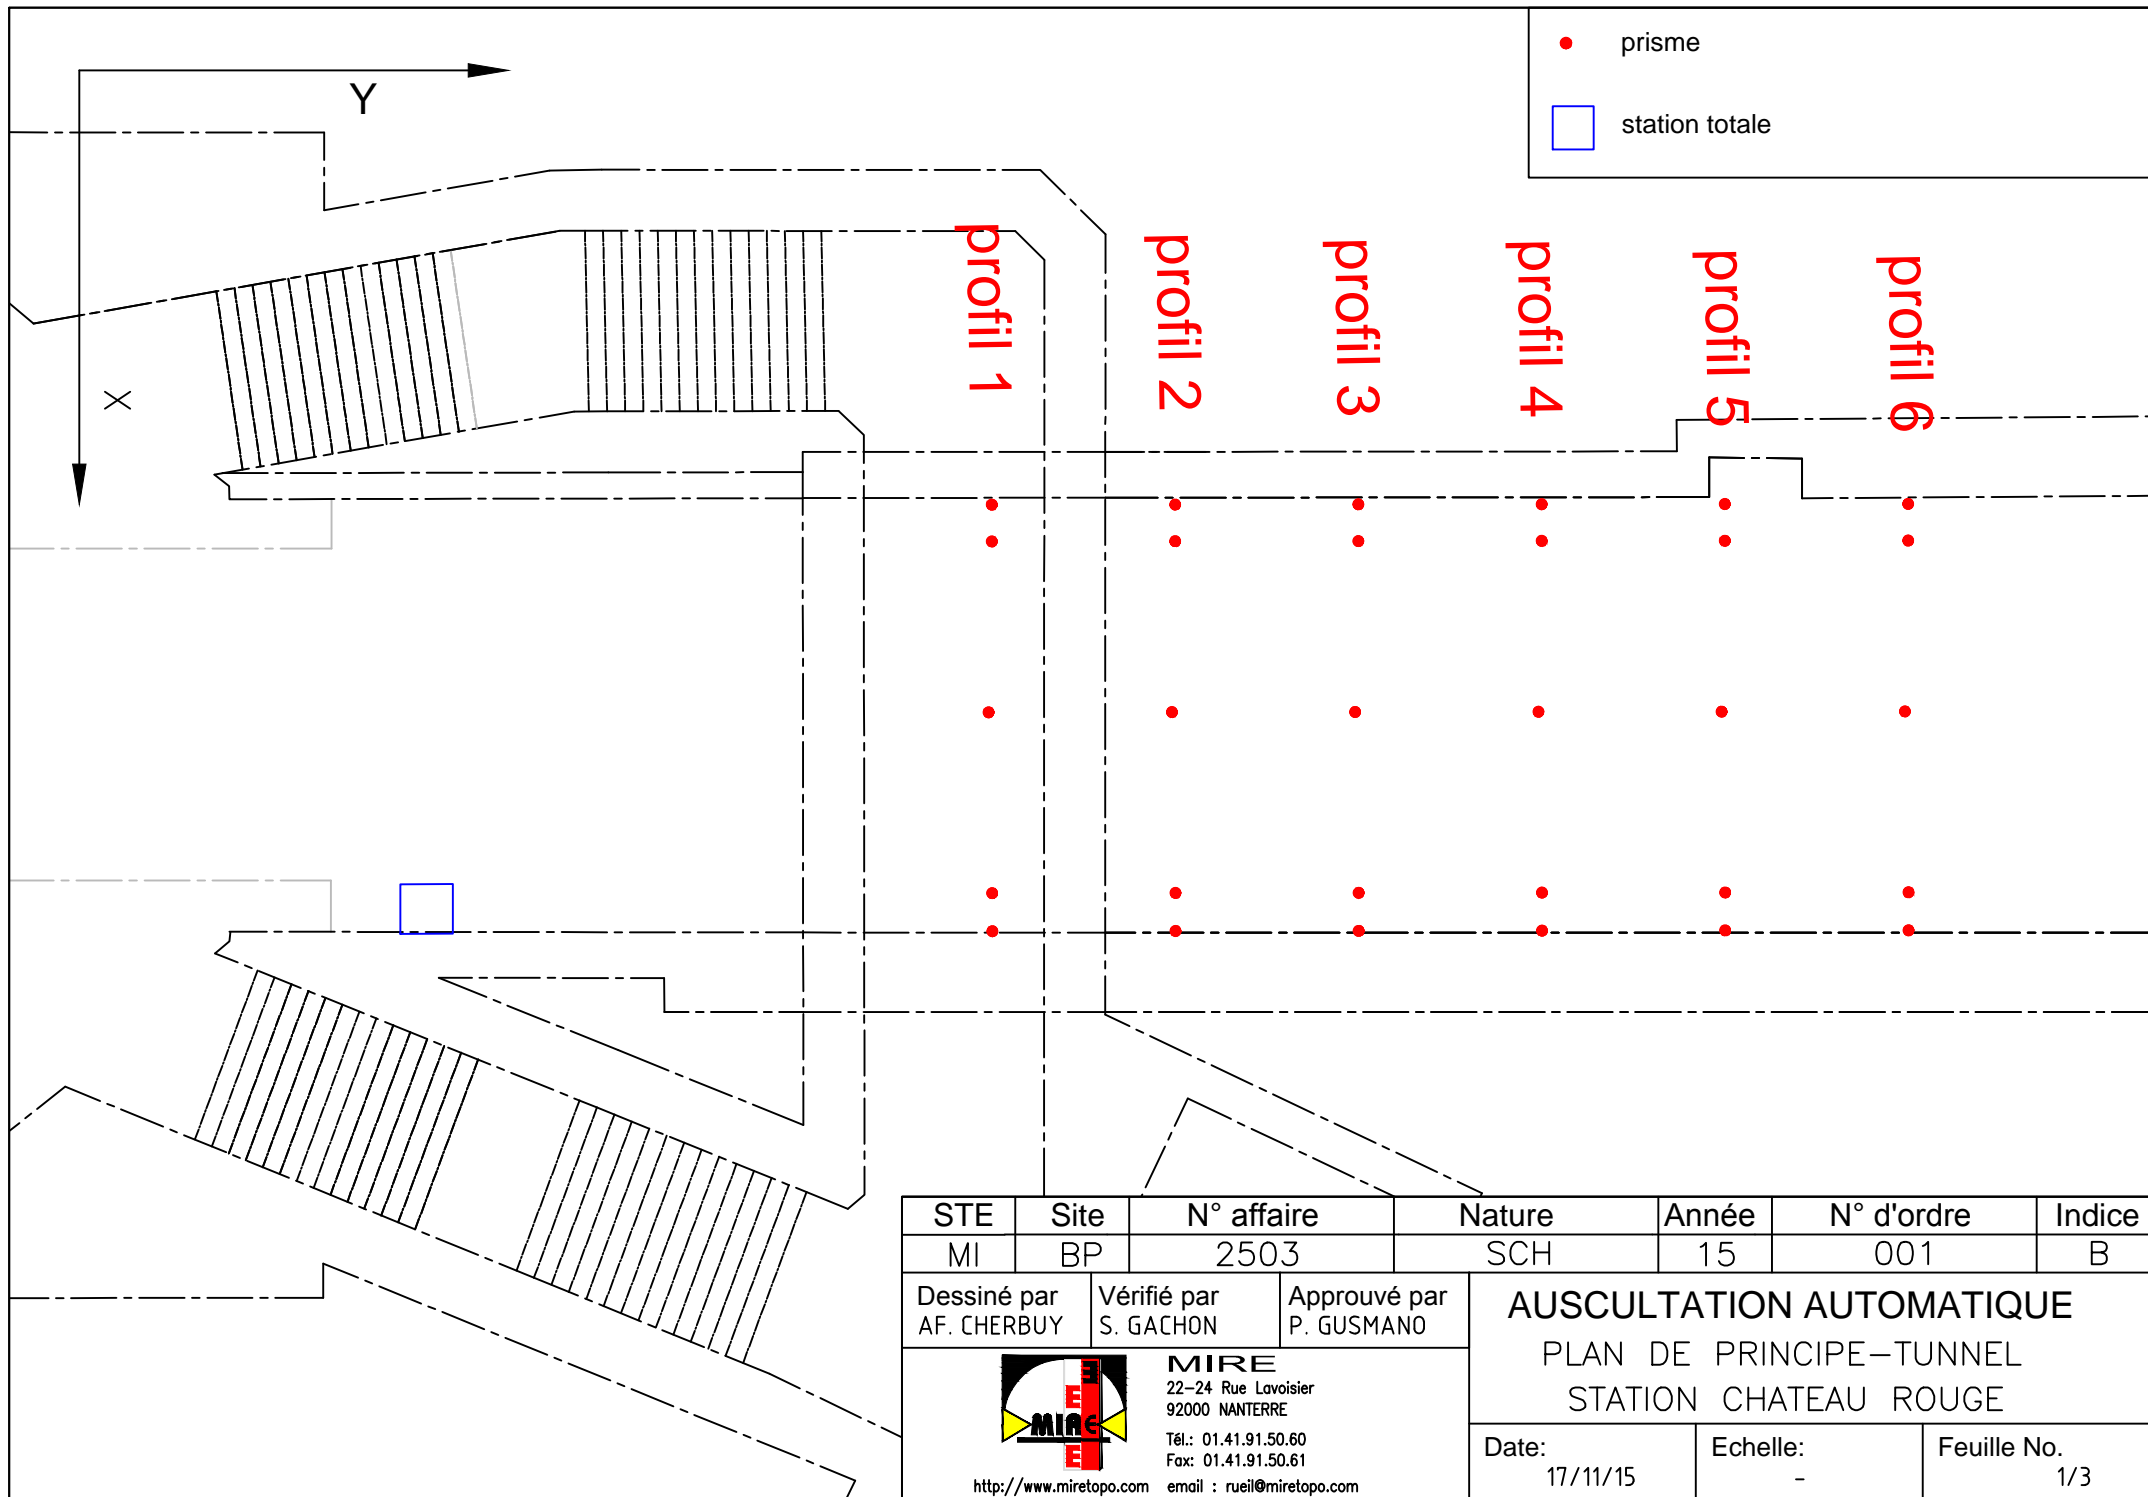 prisme
station totale
Y
X
profil 1
profil 2
profil 3
profil 4
profil 5
profil 6
STE Site N° affaire Nature Année N° d'ordre Indice
MI BP 2503 SCH 15 001 B
Dessiné par Vérifié par Approuvé par
AF. CHERBUY S. GACHON P. GUSMANO
AUSCULTATION AUTOMATIQUE
PLAN DE PRINCIPE-TUNNEL
STATION CHATEAU ROUGE
MIRE
MIRE
22-24 Rue Lavoisier
92000 NANTERRE
Tél.: 01.41.91.50.60
Fax: 01.41.91.50.61
http://www.miretopo.com email : rueil@miretopo.com
Date: Echelle: Feuille No.
17/11/15 - 1/3